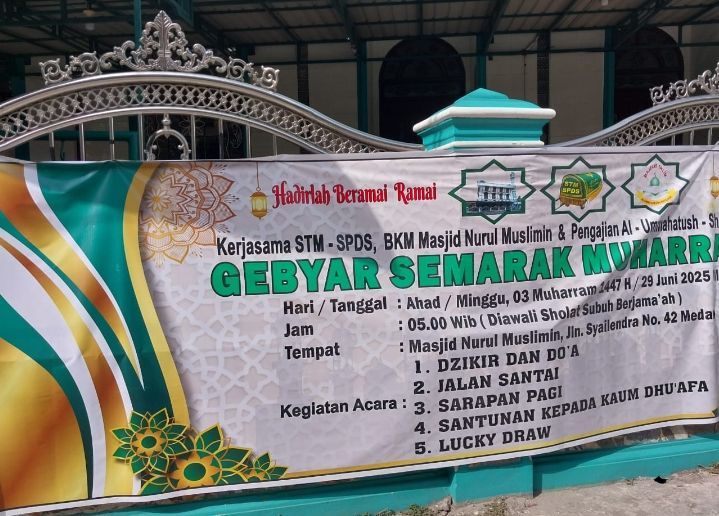 Hadirlah Beramai Ramai
STM
SPDS
Kerjasama STM - SPDS, BKM Masjid Nurul Muslimin & Pengajian Al -
GEBYAR SEMARAK
Hari / Tanggal : Ahad / Minggu, 03 Muharram 1447 H / 29 Juni 2025
Jam : 05.00 Wib ( Diawali Sholat Subuh Berjama'ah )
Tempat : Masjid Nurul Muslimin, Jln. Syailendra No. 42 Medan
Kegiatan Acara :
1. DZIKIR DAN DO'A
2. JALAN SANTAI
3. SARAPAN PAGI
4. SANTUNAN KEPADA KAUM DHU'AFA
5. LUCKY DRAW